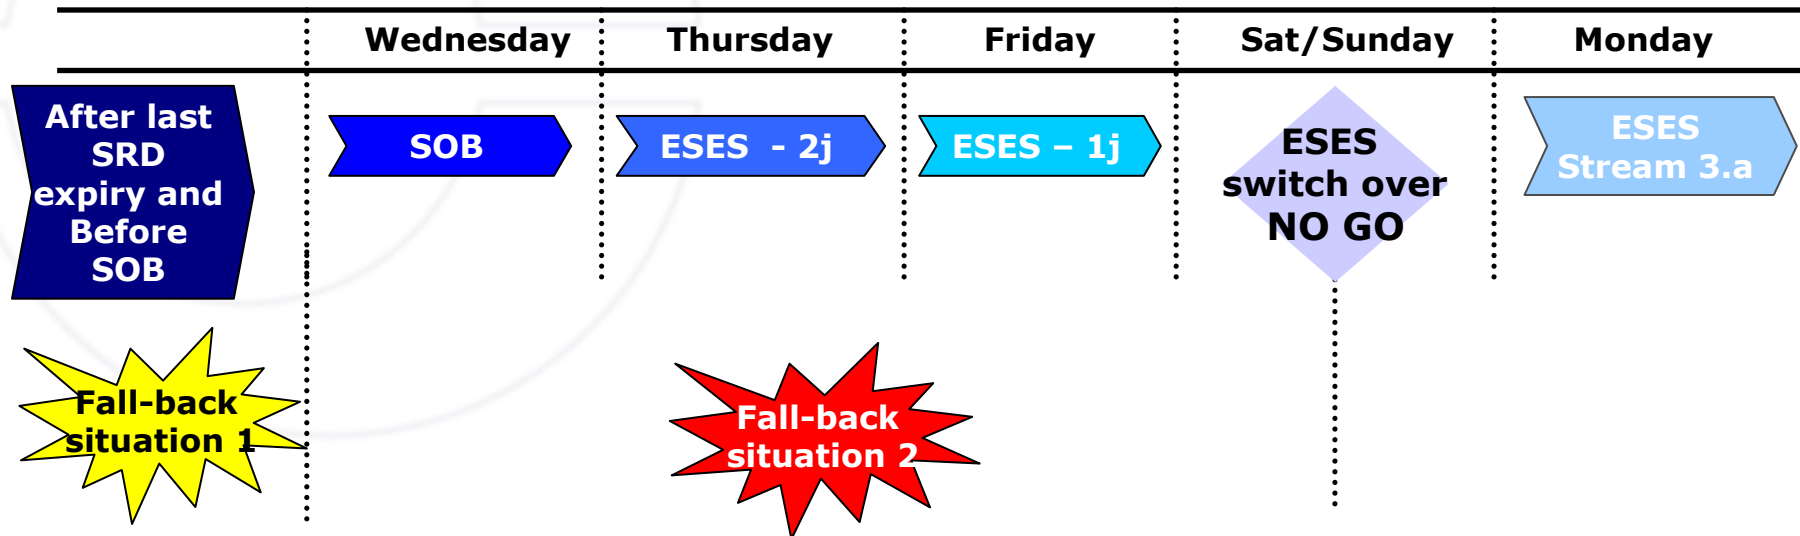 Wednesday
Thursday
Friday
Sat/Sunday
Monday
After last
SRD
expiry and
Before
SOB
SOB
ESES  - 2j
ESES – 1j
ESES
switch over
NO GO
ESES
Stream 3.a
Fall-back
situation 1
Fall-back
situation 2